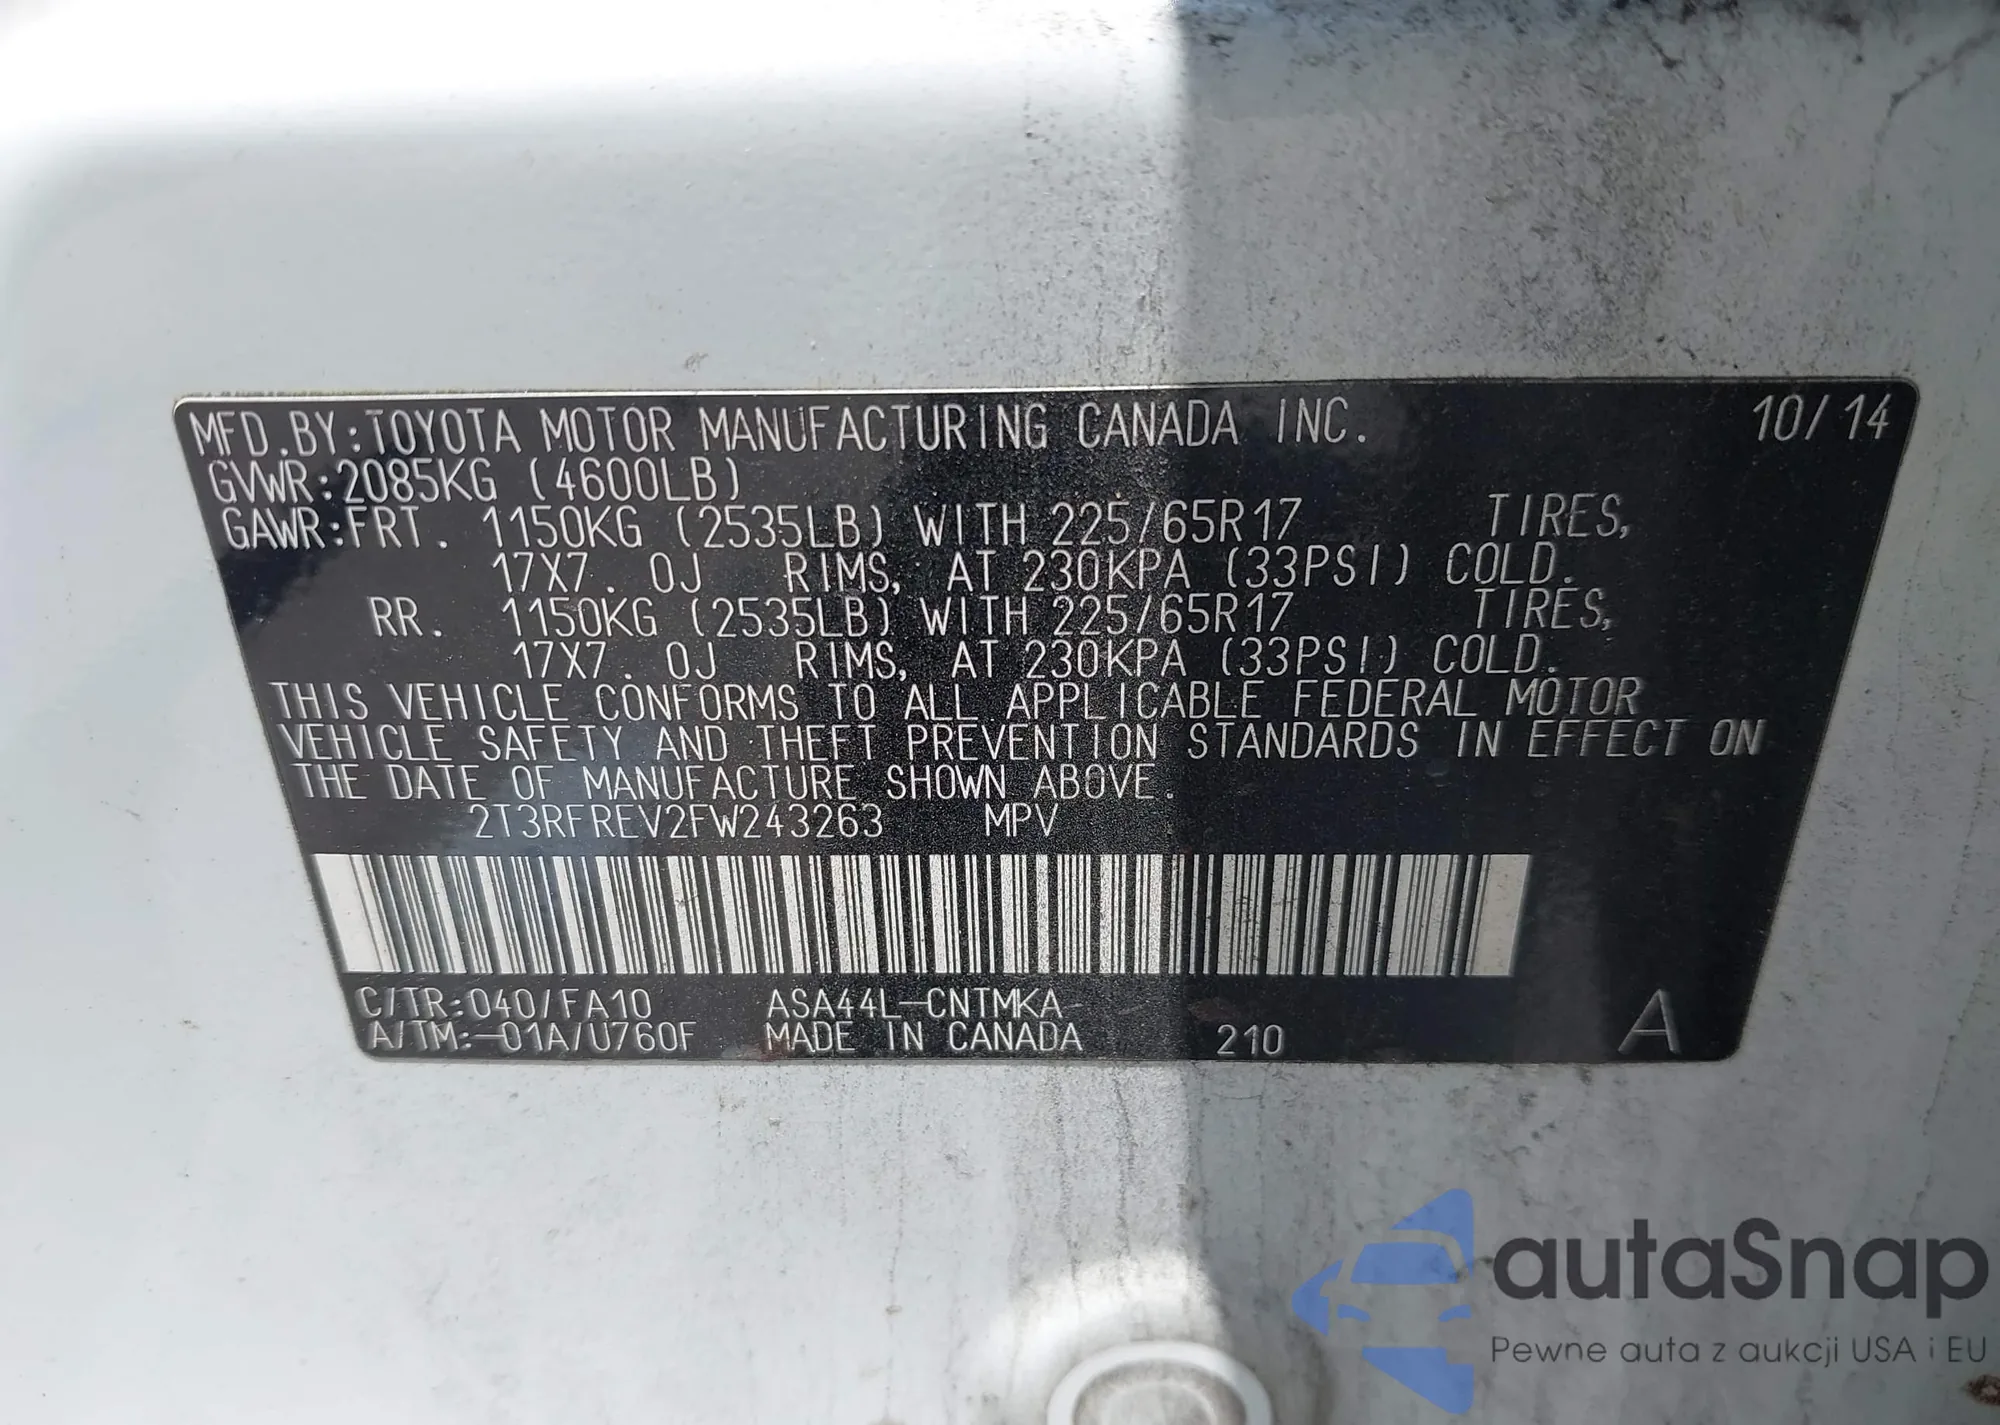 MFD.BY:TOYOTA MOTOR MANUFACTURING CANADA INC. 10/14
GVWR:2085KG (4600LB)
GAWR:FRT. 1150KG (2535LB) WITH 225/65R17 TIRES,
17X7.0J RIMS, AT 230KPA (33PSI) COLD.
RR. 1150KG (2535LB) WITH 225/65R17 TIRES,
17X7.0J RIMS, AT 230KPA (33PSI) COLD.
THIS VEHICLE CONFORMS TO ALL APPLICABLE FEDERAL MOTOR
VEHICLE SAFETY AND THEFT PREVENTION STANDARDS IN EFFECT ON
THE DATE OF MANUFACTURE SHOWN ABOVE.
2T3RFREV2FW243263 MPV
C/TR:040/FA10 ASA44L-CNTMKA
A/TM:-01A/U760F MADE IN CANADA 210 A
autoSnap
Pewne auta z aukcji USA i EU